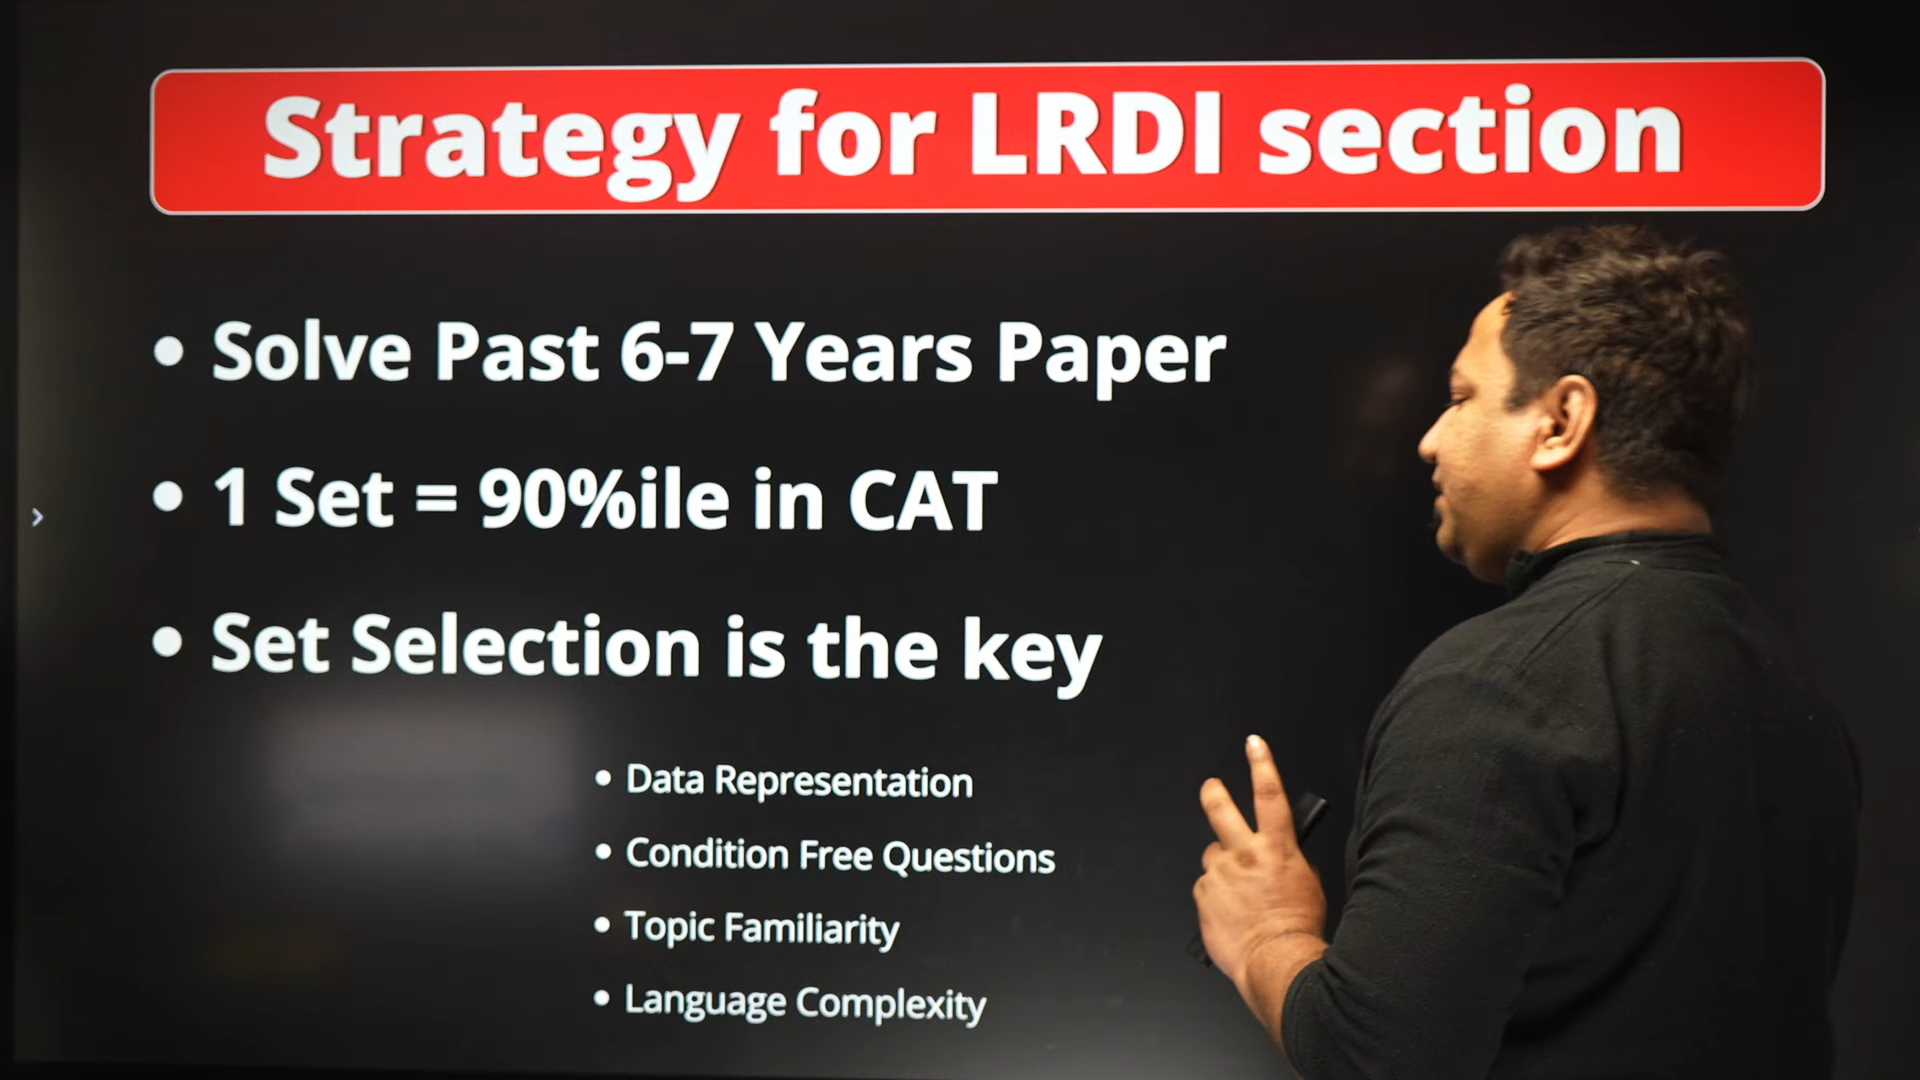 Strategy for LRDI section
• Solve Past 6-7 Years Paper
• 1 Set = 90%ile in CAT
• Set Selection is the key
• Data Representation
• Condition Free Questions
• Topic Familiarity
• Language Complexity